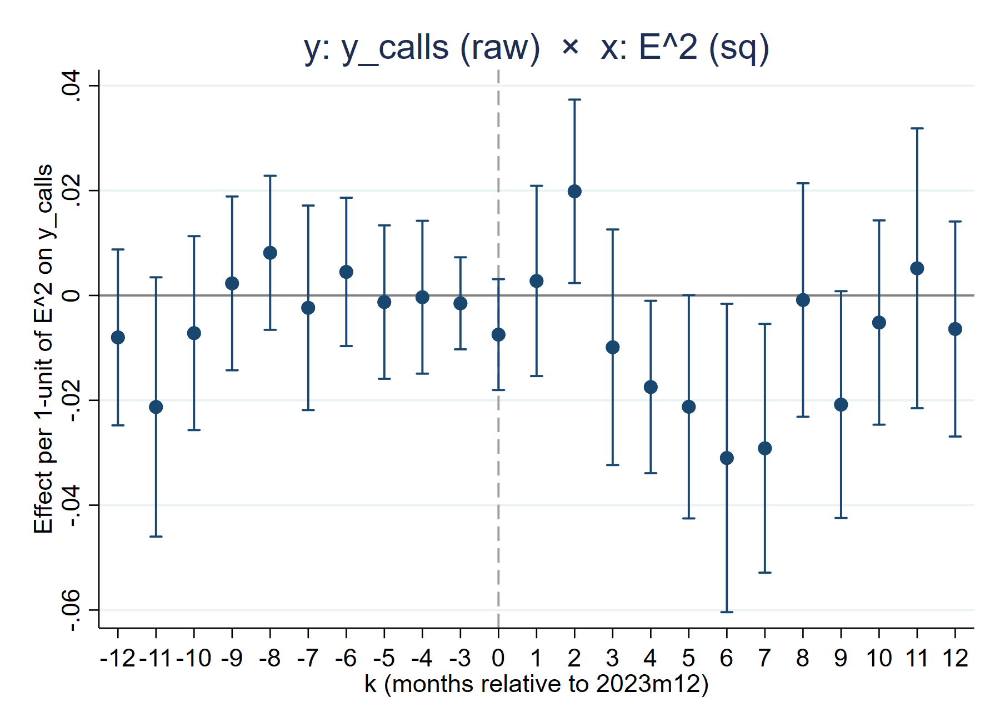 y: y_calls (raw) × x: E^2 (sq)
Effect per 1-unit of E^2 on y_calls
.04
.02
0
-.02
-.04
-.06
-12 -11 -10 -9 -8 -7 -6 -5 -4 -3 0 1 2 3 4 5 6 7 8 9 10 11 12
k (months relative to 2023m12)